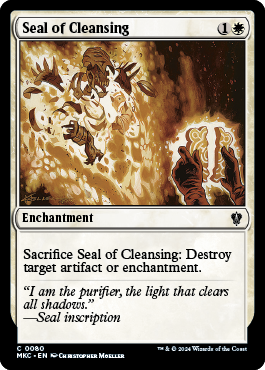 Seal of Cleansing 1
Enchantment
Sacrifice Seal of Cleansing: Destroy
target artifact or enchantment.
“I am the purifier, the light that clears
all shadows.”
—Seal inscription
C 0080
MKC • EN Christopher Moeller
™ & © 2024 Wizards of the Coast